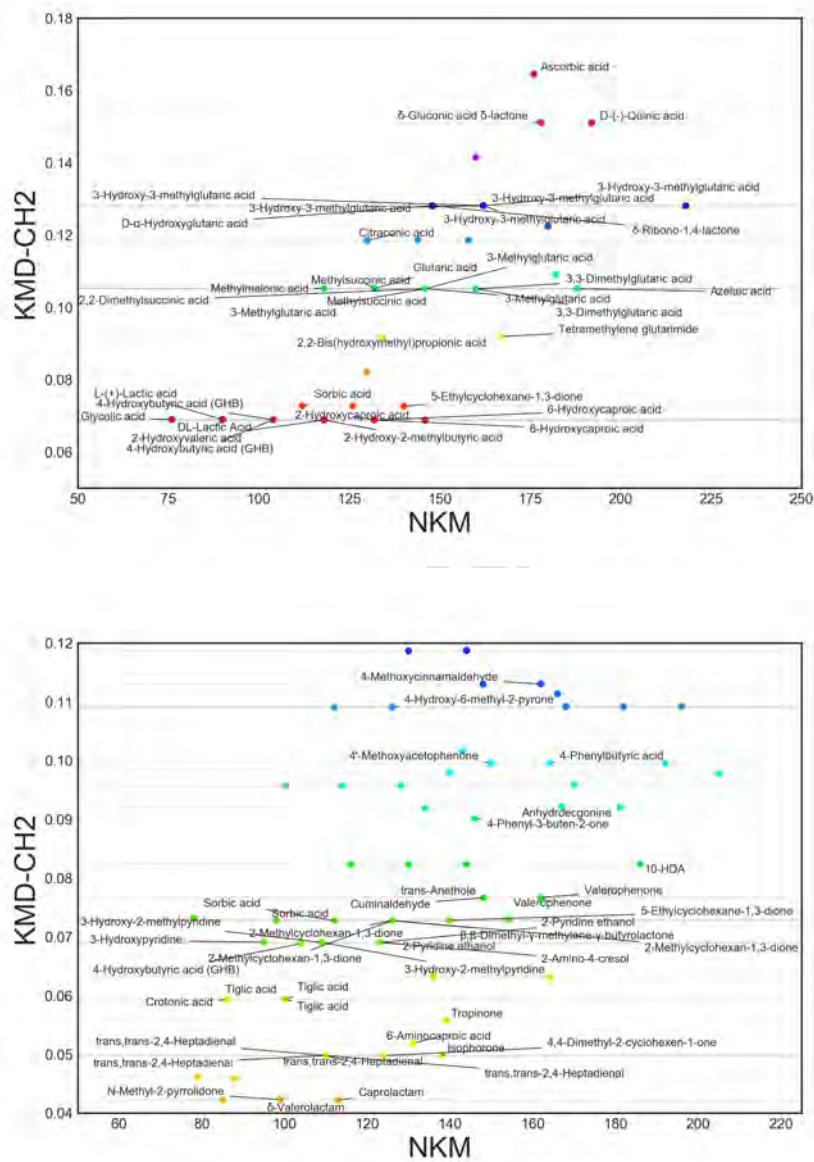 0.18
0.16
0.14
0.12
0.10
0.08
0.06
KMD-CH2
Ascorbic acid
δ-Gluconic acid δ-lactone
D-(-)-Quinic acid
3-Hydroxy-3-methylglutaric acid
3-Hydroxy-3-methylglutaric acid
3-Hydroxy-3-methylglutaric acid
3-Hydroxy-3-methylglutaric acid
D-α-Hydroxyglutaric acid
3-Hydroxy-3-methylglutaric acid
δ-Ribono-1,4-lactone
Citraconic acid
3-Methylglutaric acid
Glutaric acid
Methylsuccinic acid
3,3-Dimethylglutaric acid
Methylmalonic acid
Azelaic acid
2,2-Dimethylsuccinic acid
Methylsuccinic acid
3-Methylglutaric acid
3-Methylglutaric acid
3,3-Dimethylglutaric acid
Tetramethylene glutarimide
2,2-Bis(hydroxymethyl)propionic acid
L-(+)-Lactic acid
Sorbic acid
5-Ethylcyclohexane-1,3-dione
4-Hydroxybutyric acid (GHB)
Glycolic acid
2-Hydroxycaproic acid
6-Hydroxycaproic acid
DL-Lactic Acid
6-Hydroxycaproic acid
2-Hydroxyvaleric acid
2-Hydroxy-2-methylbutyric acid
4-Hydroxybutyric acid (GHB)
50 75 100 125 150 175 200 225 250
NKM
0.12
0.11
0.10
0.09
0.08
0.07
0.06
0.05
0.04
KMD-CH2
4-Methoxycinnamaldehyde
4-Hydroxy-6-methyl-2-pyrone
4'-Methoxyacetophenone
4-Phenylbutyric acid
Anhydroecgonine
4-Phenyl-3-buten-2-one
10-HDA
trans-Anethole
Valerophenone
Sorbic acid
Cuminaldehyde
Valerophenone
5-Ethylcyclohexane-1,3-dione
3-Hydroxy-2-methylpyridine
Sorbic acid
2-Pyridine ethanol
2-Methylcyclohexan-1,3-dione
β,β-Dimethyl-γ-methylene-γ-butyrolactone
3-Hydroxypyridine
2-Pyridine ethanol
2-Methylcyclohexan-1,3-dione
2-Methylcyclohexan-1,3-dione
2-Amino-4-cresol
4-Hydroxybutyric acid (GHB)
3-Hydroxy-2-methylpyridine
Tiglic acid
Tiglic acid
Crotonic acid
Tiglic acid
Tropinone
trans,trans-2,4-Heptadienal
6-Aminocaproic acid
4,4-Dimethyl-2-cyclohexen-1-one
Isophorone
trans,trans-2,4-Heptadienal
trans,trans-2,4-Heptadienal
trans,trans-2,4-Heptadienal
N-Methyl-2-pyrrolidone
Caprolactam
δ-Valerolactam
60 80 100 120 140 160 180 200 220
NKM